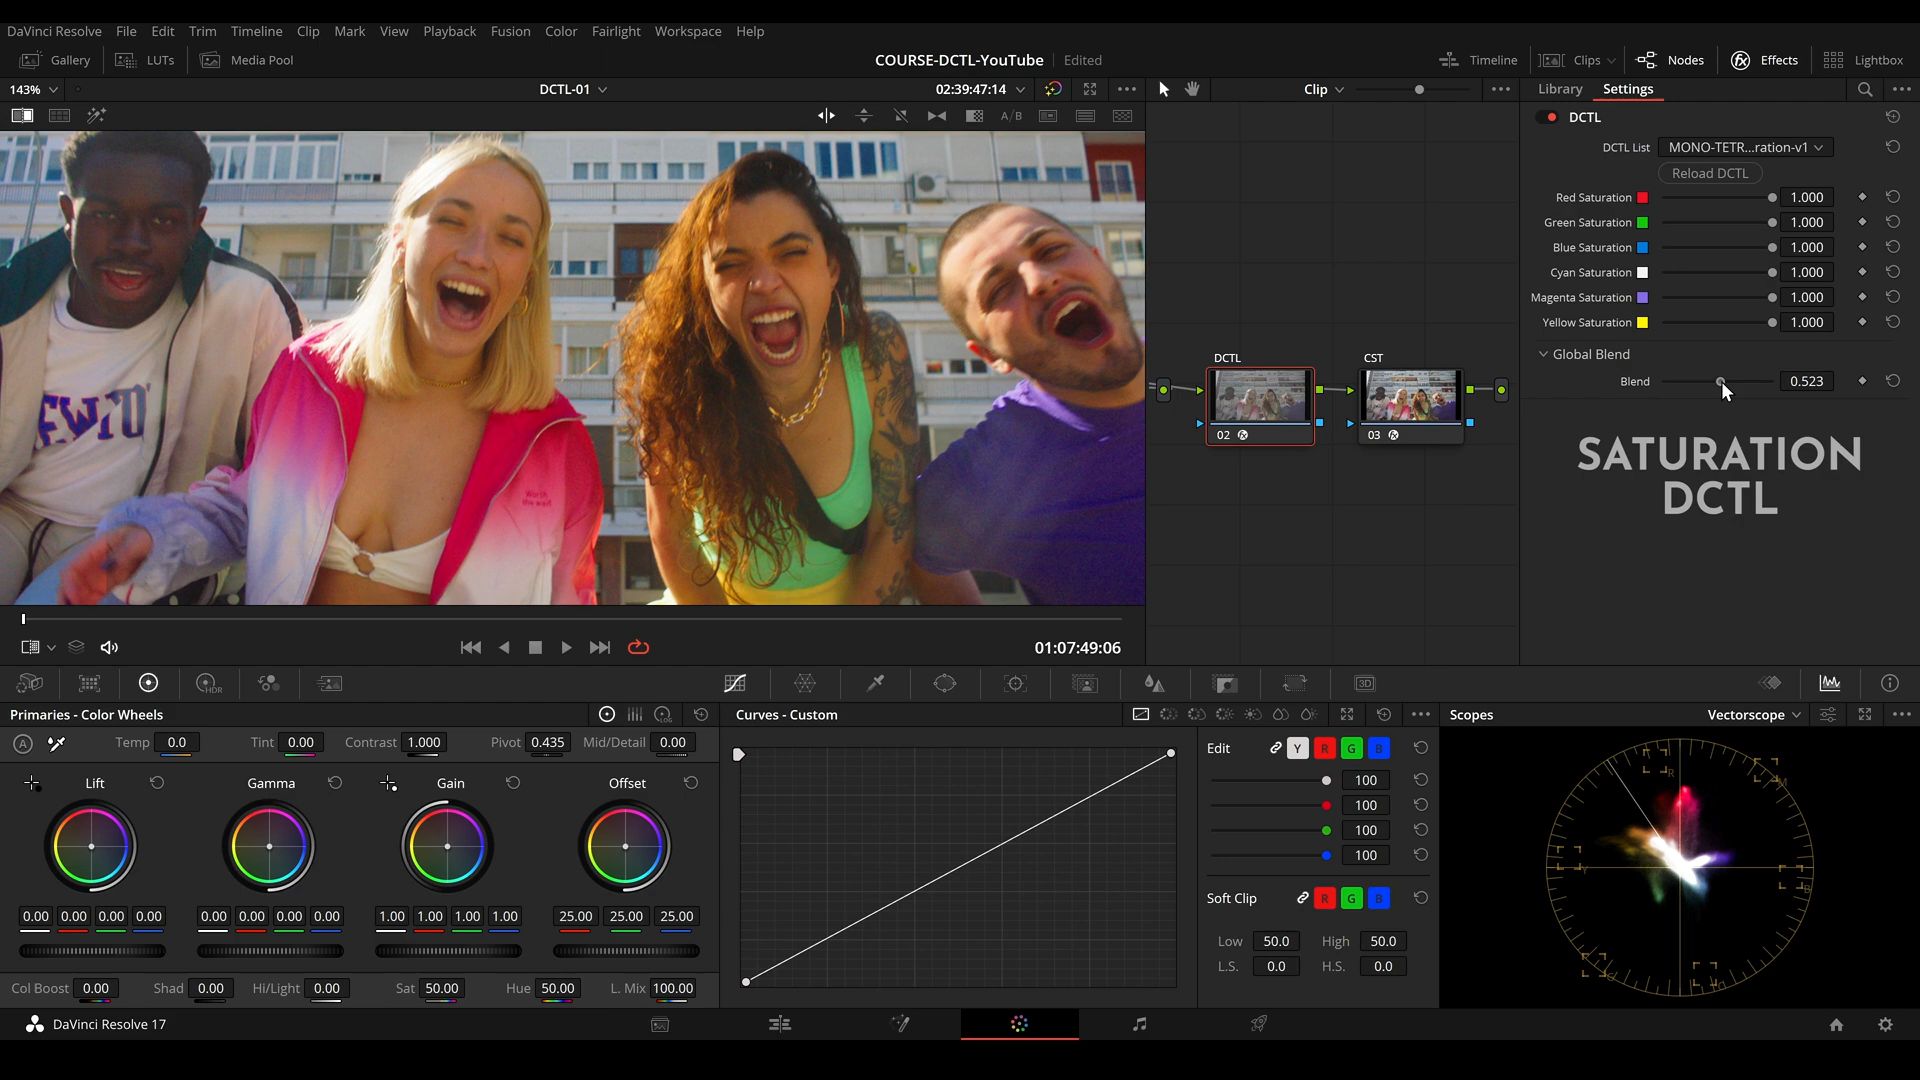 DaVinci Resolve File Edit Trim Timeline Clip Mark View Playback Fusion Color Fairlight Workspace Help
Gallery LUTs Media Pool COURSE-DCTL-YouTube Edited Timeline Clips Nodes Effects Lightbox
143% DCTL-01 02:39:47:14 Clip Library Settings
A/B
DCTL
DCTL List MONO-TETR...ration-v1
Reload DCTL
Red Saturation 1.000
Green Saturation 1.000
Blue Saturation 1.000
Cyan Saturation 1.000
Magenta Saturation 1.000
Yellow Saturation 1.000
Global Blend
Blend 0.523
SATURATION
DCTL
DCTL CST
02 03
Worth
the wait
01:07:49:06
HDR 3D
Primaries - Color Wheels LOG Curves - Custom Scopes Vectorscope
A Temp 0.0 Tint 0.00 Contrast 1.000 Pivot 0.435 Mid/Detail 0.00
Lift Gamma Gain Offset
0.00 0.00 0.00 0.00 0.00 0.00 0.00 0.00 1.00 1.00 1.00 1.00 25.00 25.00 25.00
Col Boost 0.00 Shad 0.00 Hi/Light 0.00 Sat 50.00 Hue 50.00 L. Mix 100.00
Edit Y R G B
100
100
100
100
Soft Clip R G B
Low 50.0 High 50.0
L.S. 0.0 H.S. 0.0
R
M
Y
B
DaVinci Resolve 17